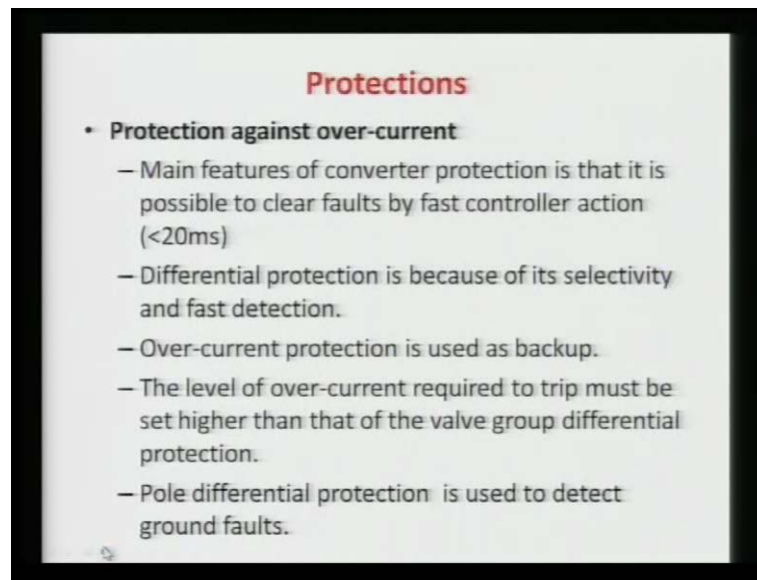 Protections
• Protection against over-current
– Main features of converter protection is that it is
possible to clear faults by fast controller action
(<20ms)
– Differential protection is because of its selectivity
and fast detection.
– Over-current protection is used as backup.
– The level of over-current required to trip must be
set higher than that of the valve group differential
protection.
– Pole differential protection is used to detect
ground faults.